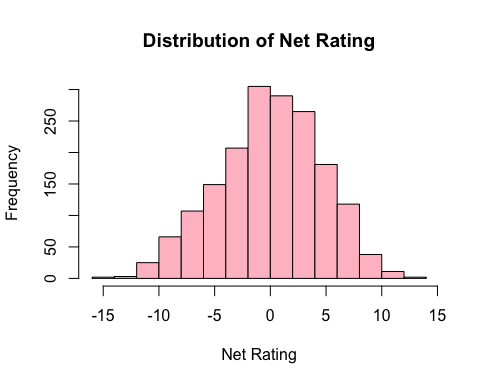 Distribution of Net Rating
Frequency
250
150
50
0
-15 -10 -5 0 5 10 15
Net Rating